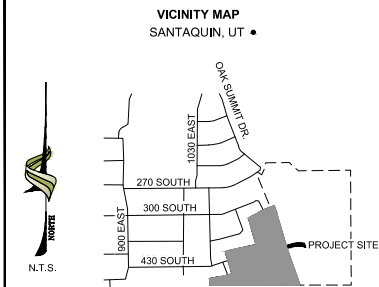 VICINITY MAP
SANTAQUIN, UT
OAK SUMMIT DR.
1030 EAST
270 SOUTH
300 SOUTH
900 EAST
430 SOUTH
PROJECT SITE
NORTH
N.T.S.